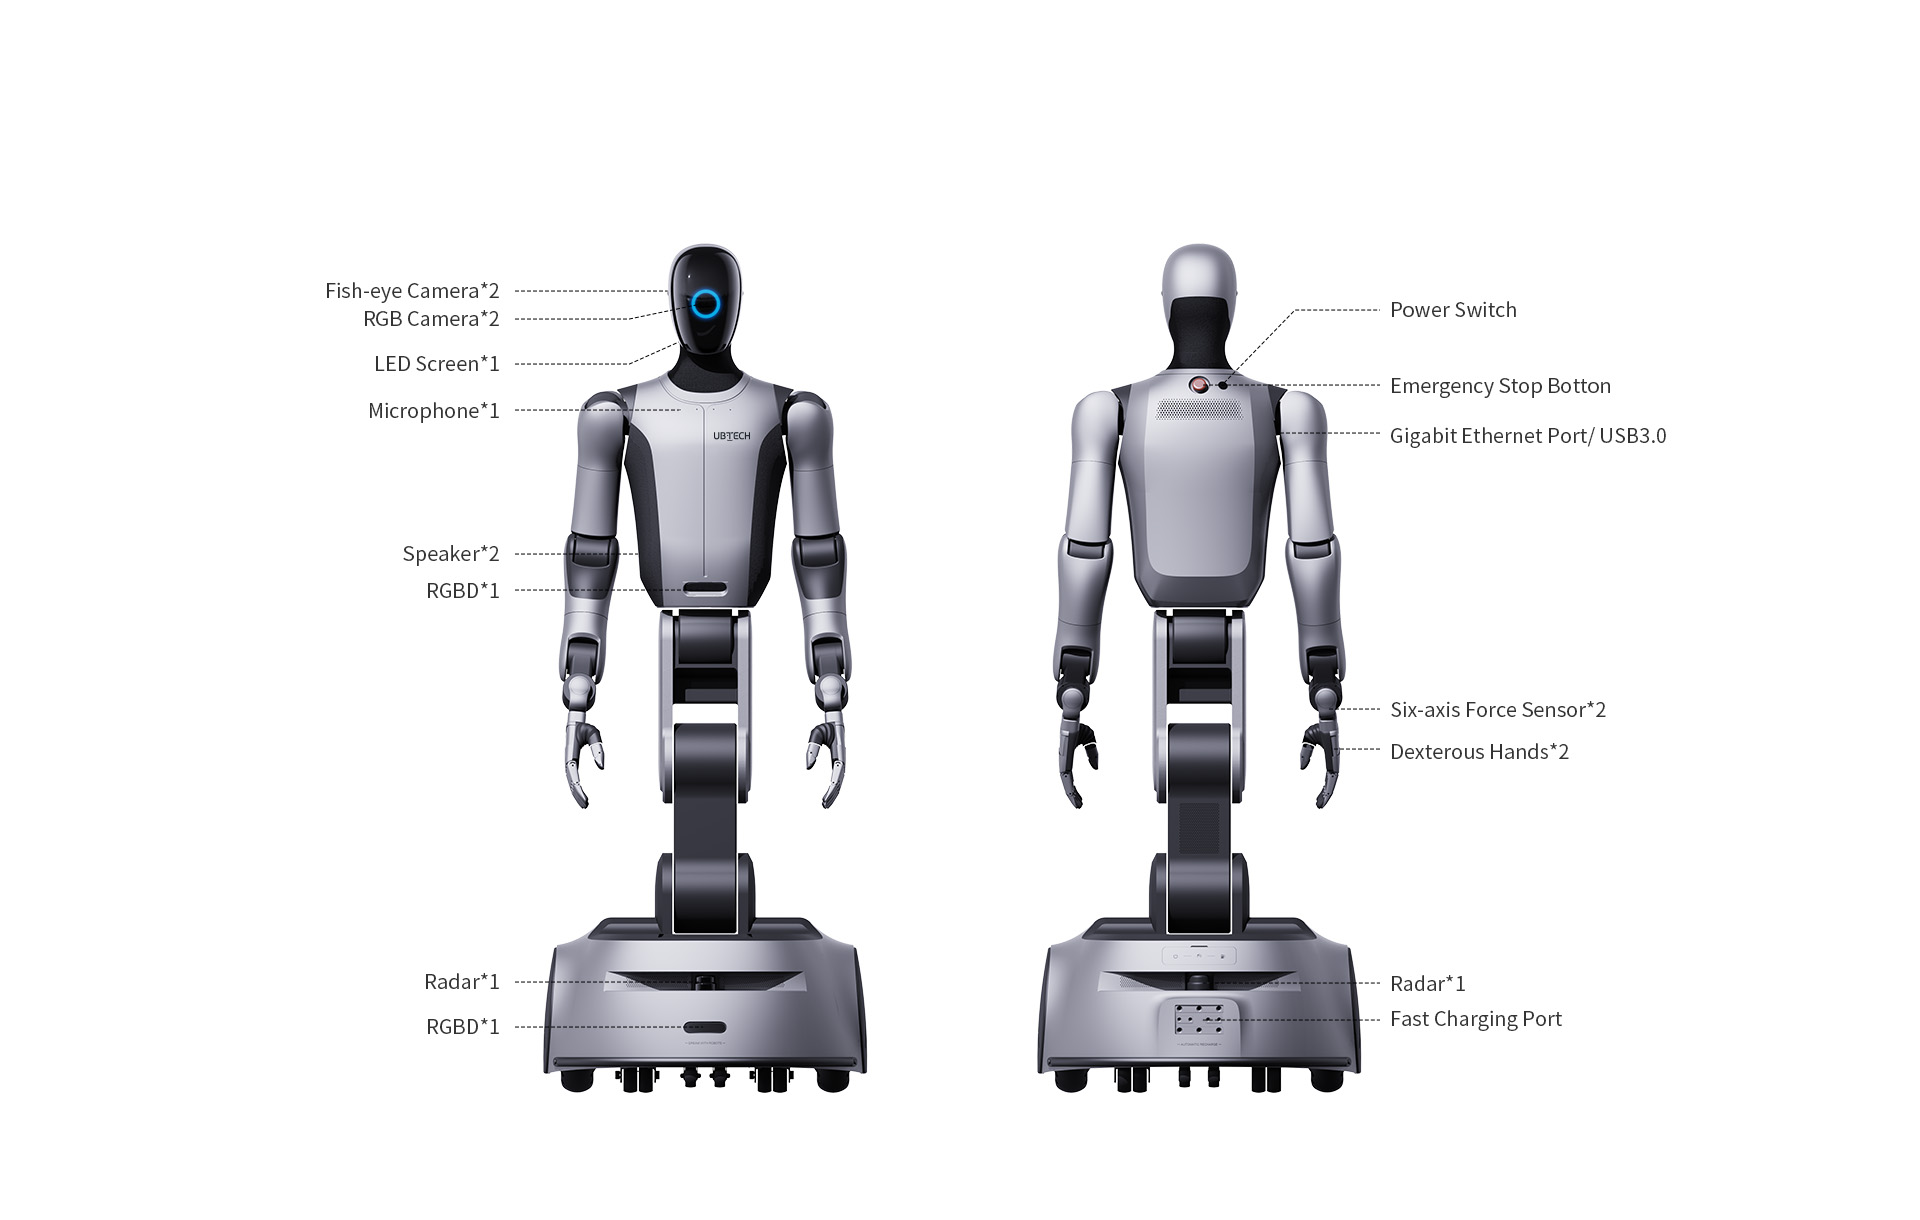 Fish-eye Camera*2
RGB Camera*2
LED Screen*1
Microphone*1
UBTECH
Speaker*2
RGBD*1
Radar*1
RGBD*1
Power Switch
Emergency Stop Botton
Gigabit Ethernet Port/ USB3.0
Six-axis Force Sensor*2
Dexterous Hands*2
Radar*1
Fast Charging Port